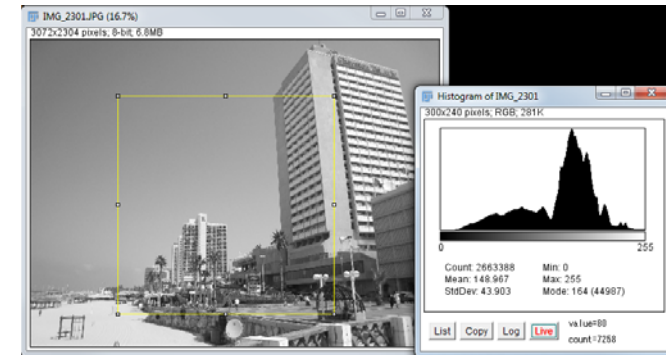 IMG_2301.JPG (16.7%)
3072x2304 pixels; 8-bit; 6.8MB
Histogram of IMG_2301
300x240 pixels; RGB; 281K
0
255
Count: 2663388
Min: 0
Mean: 148.967
Max: 255
StdDev: 43.903
Mode: 164 (44987)
List
Copy
Log
Live
value=80
count=7258